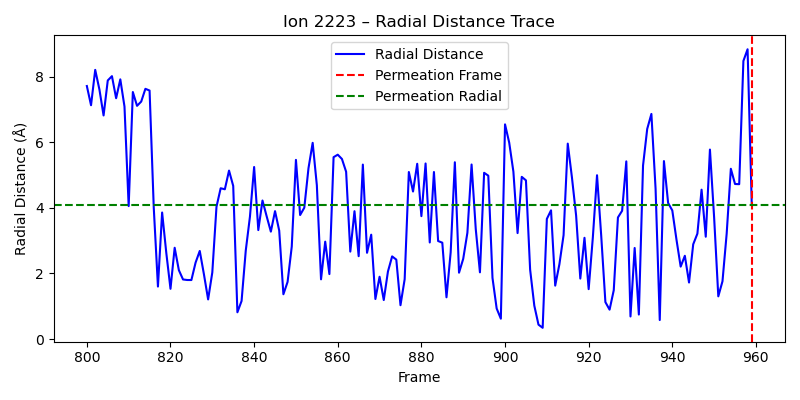 Ion 2223 – Radial Distance Trace
Radial Distance
Permeation Frame
Permeation Radial
Radial Distance (Å)
8
6
4
2
0
800 820 840 860 880 900 920 940 960
Frame